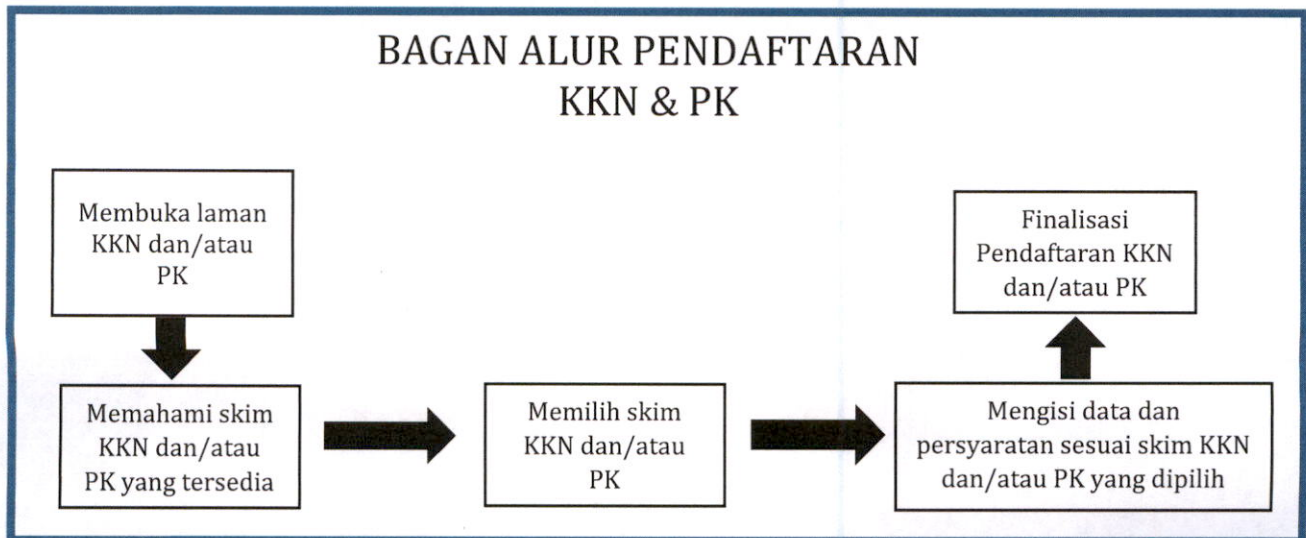 BAGAN ALUR PENDAFTARAN
KKN & PK
Membuka laman
KKN dan/atau
PK
Memahami skim
KKN dan/atau
PK yang tersedia
Memilih skim
KKN dan/atau
PK
Mengisi data dan
persyaratan sesuai skim KKN
dan/atau PK yang dipilih
Finalisasi
Pendaftaran KKN
dan/atau PK